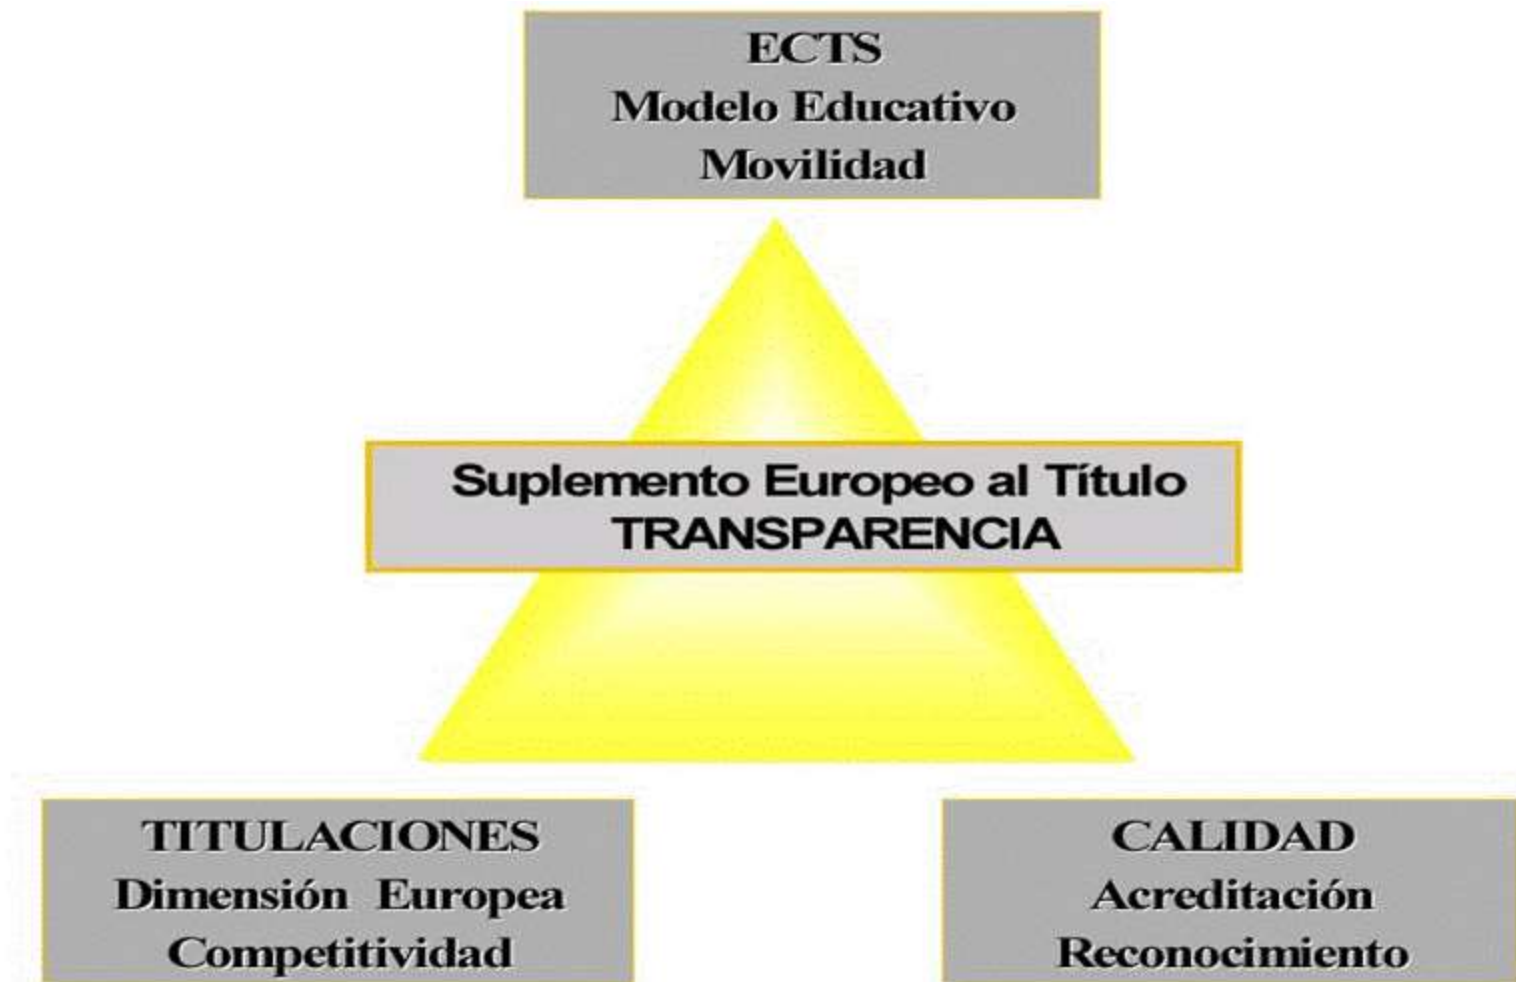 ECTS
Modelo Educativo
Movilidad
Suplemento Europeo al Título
TRANSPARENCIA
TITULACIONES
Dimensión Europea
Competitividad
CALIDAD
Acreditación
Reconocimiento